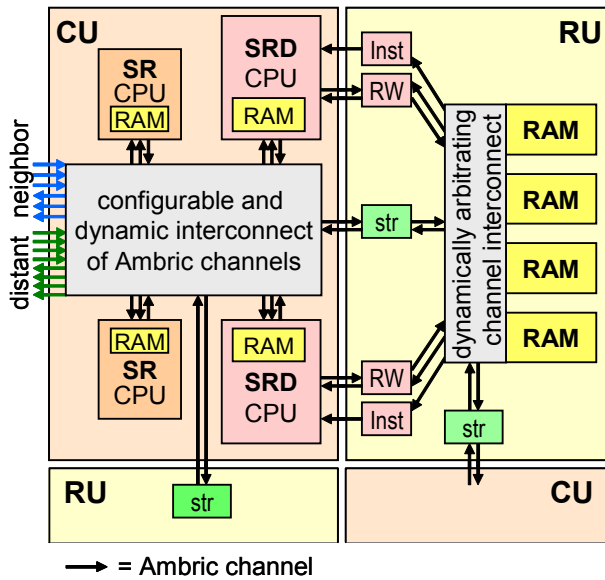 CU
SR
CPU
RAM
SRD
CPU
RAM
Inst
RW
RU
RAM
RAM
RAM
RAM
dynamically arbitrating
channel interconnect
neighbor
distant
configurable and
dynamic interconnect
of Ambric channels
str
RAM
SR
CPU
RAM
SRD
CPU
RW
Inst
str
RU
str
CU
= Ambric channel